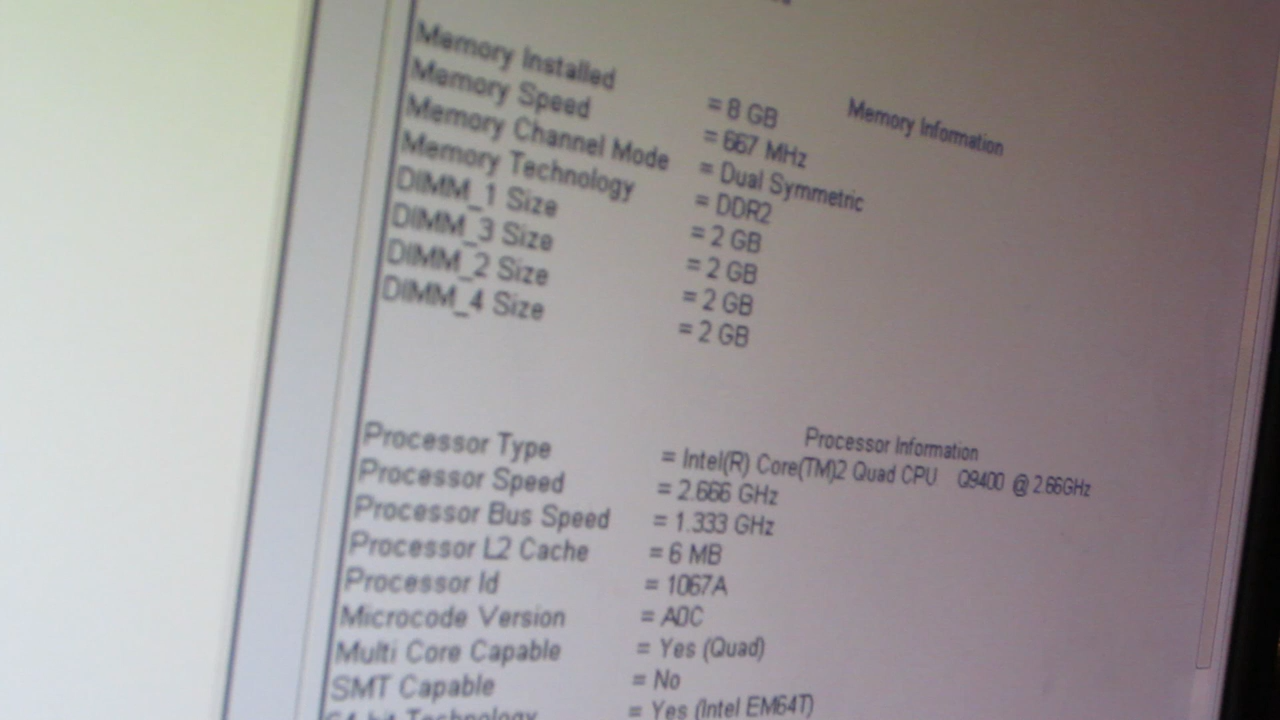 Memory Information
Memory Installed = 8 GB
Memory Speed = 667 MHz
Memory Channel Mode = Dual Symmetric
Memory Technology = DDR2
DIMM_1 Size = 2 GB
DIMM_3 Size = 2 GB
DIMM_2 Size = 2 GB
DIMM_4 Size = 2 GB
Processor Information
Processor Type = Intel(R) Core(TM)2 Quad CPU Q9400 @ 2.66GHz
Processor Speed = 2.666 GHz
Processor Bus Speed = 1.333 GHz
Processor L2 Cache = 6 MB
Processor Id = 1067A
Microcode Version = A0C
Multi Core Capable = Yes (Quad)
SMT Capable = No
64-bit Technology = Yes (Intel EM64T)